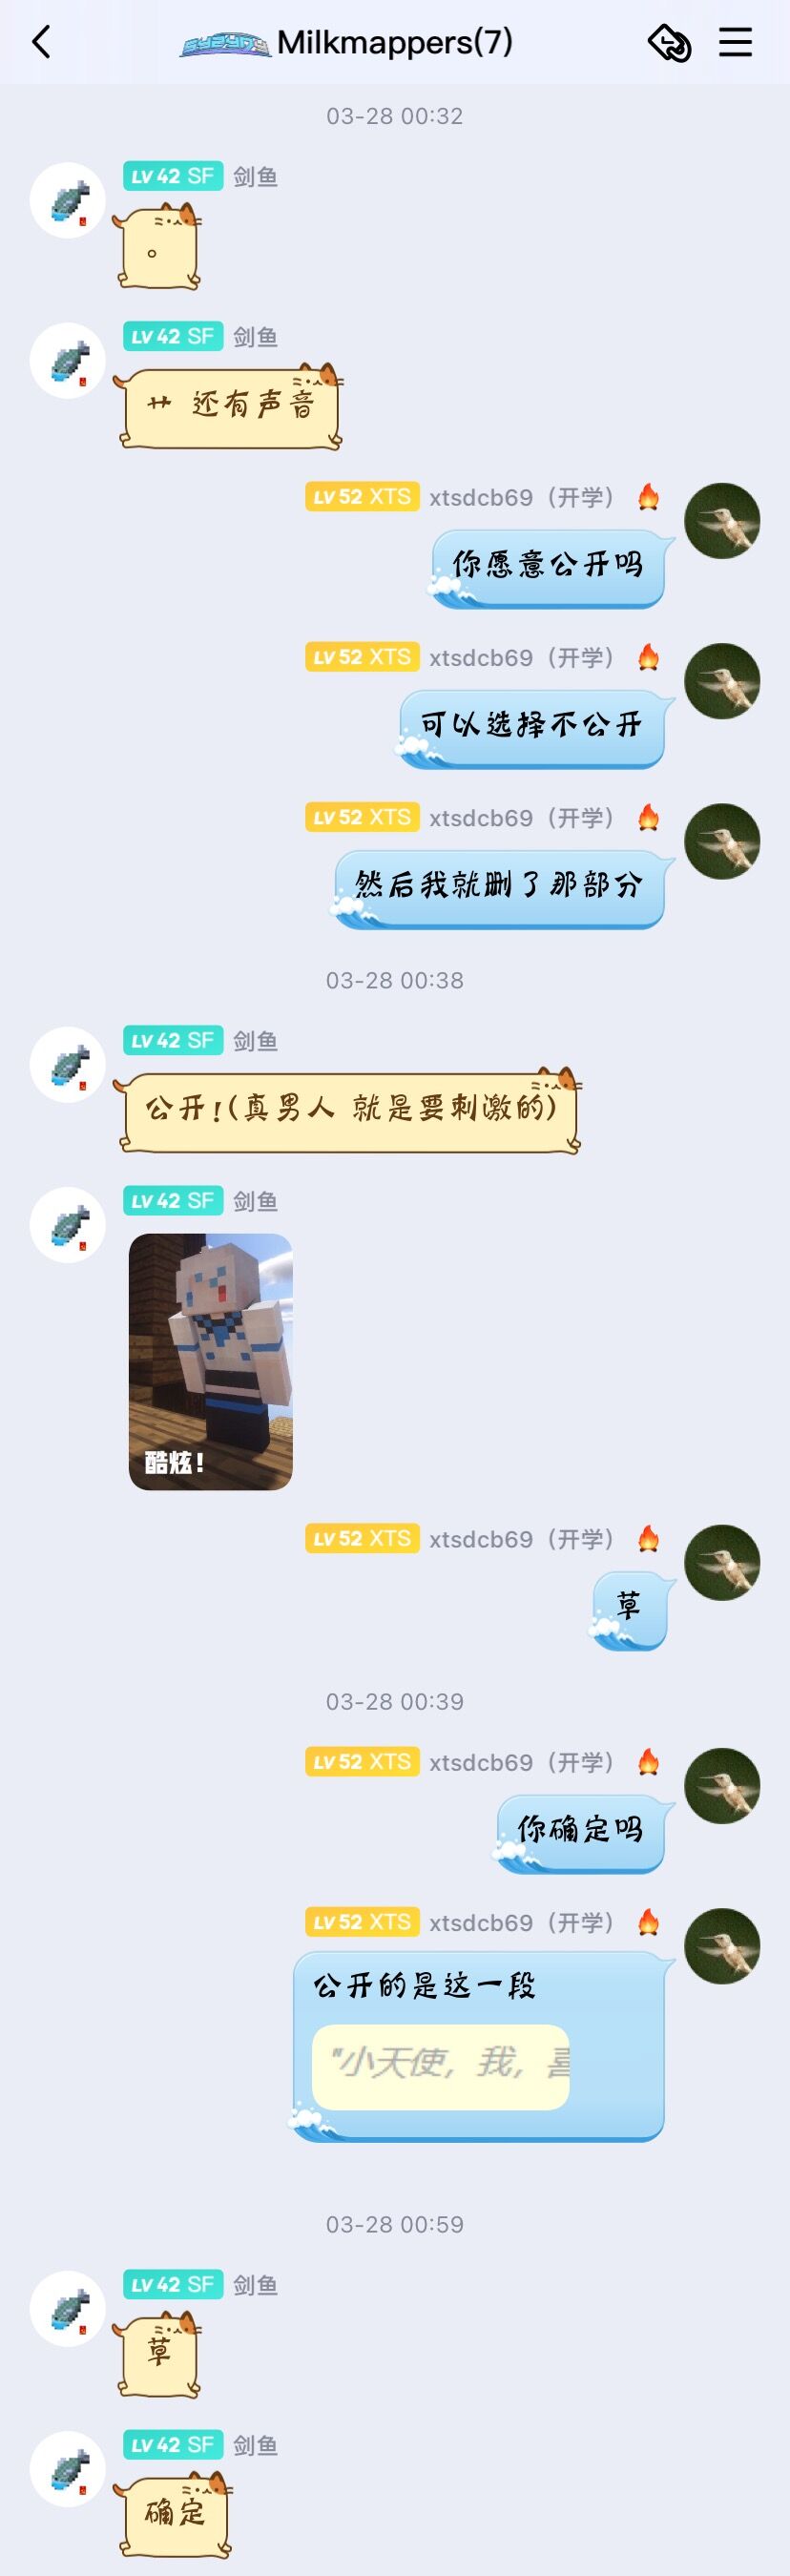 Milkmappers(7)
03-28 00:32
LV 42 SF 剑鱼
。
LV 42 SF 剑鱼
艹 还有声音
LV 52 XTS xtsdcb69（开学）🔥
你愿意公开吗
LV 52 XTS xtsdcb69（开学）🔥
可以选择不公开
LV 52 XTS xtsdcb69（开学）🔥
然后我就删了那部分
03-28 00:38
LV 42 SF 剑鱼
公开!(真男人 就是要刺激的)
LV 42 SF 剑鱼
酷炫!
LV 52 XTS xtsdcb69（开学）🔥
草
03-28 00:39
LV 52 XTS xtsdcb69（开学）🔥
你确定吗
LV 52 XTS xtsdcb69（开学）🔥
公开的是这一段
"小天使，我，喜
03-28 00:59
LV 42 SF 剑鱼
草
LV 42 SF 剑鱼
确定